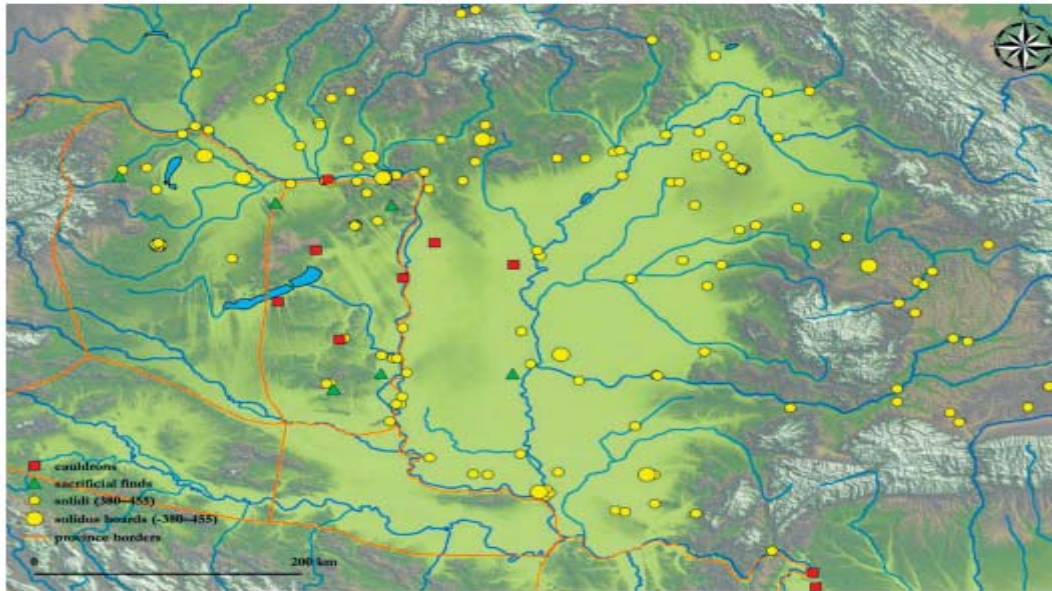 cauldrons
sacrificial finds
solidi (380–455)
solidus hoards (-380–455)
province borders
0 200 km